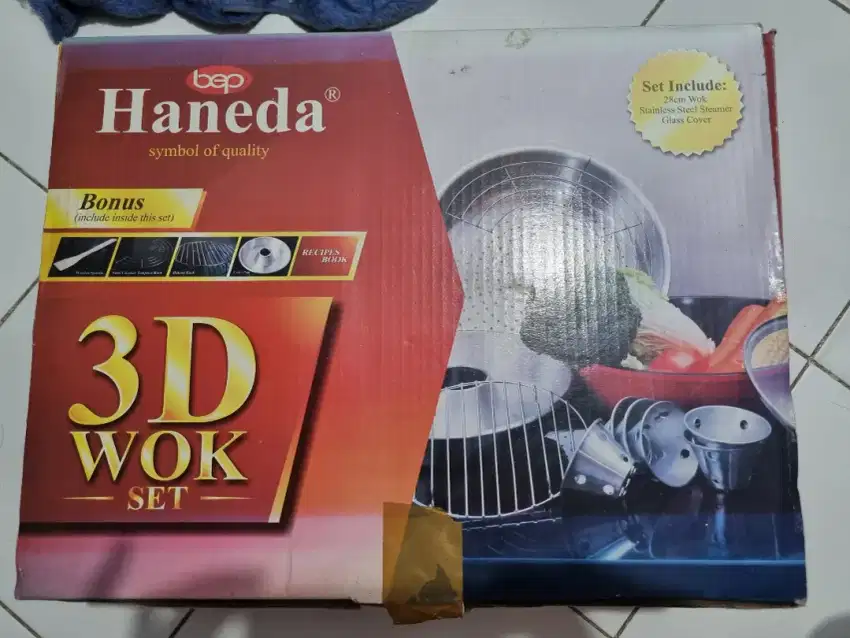 bep
Haneda®
symbol of quality
Set Include:
28cm Wok
Stainless Steel Steamer
Glass Cover
Bonus
(include inside this set)
RECIPES
BOOK
3D
WOK
SET